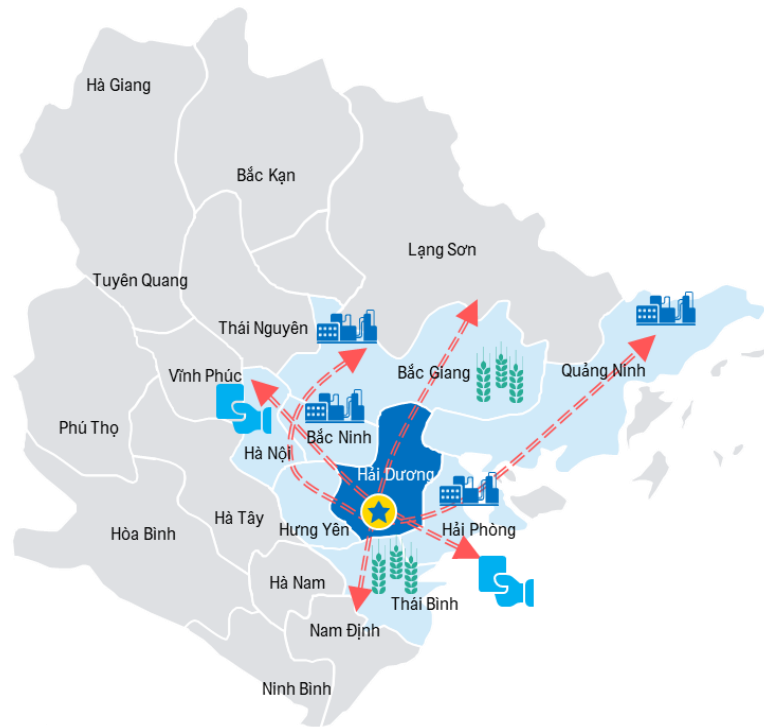 Hà Giang
Bắc Kạn
Lạng Sơn
Tuyên Quang
Thái Nguyên
Vĩnh Phúc
Bắc Giang
Quảng Ninh
Phú Thọ
Bắc Ninh
Hà Nội
Hải Dương
Hà Tây
Hòa Bình
Hưng Yên
Hải Phòng
Hà Nam
Thái Bình
Nam Định
Ninh Bình